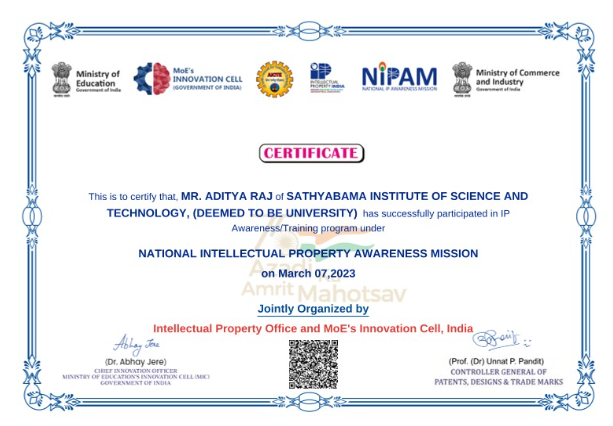 Ministry of
Education
Government of India
MoE's
INNOVATION CELL
(GOVERNMENT OF INDIA)
AICTE
INTELLECTUAL
PROPERTY INDIA
NIPAM
NATIONAL IP AWARENESS MISSION
Ministry of Commerce
and Industry
Government of India
CERTIFICATE
This is to certify that, MR. ADITYA RAJ of SATHYABAMA INSTITUTE OF SCIENCE AND
TECHNOLOGY, (DEEMED TO BE UNIVERSITY) has successfully participated in IP
Awareness/Training program under
NATIONAL INTELLECTUAL PROPERTY AWARENESS MISSION
on March 07,2023
Azadi Ka
Amrit Mahotsav
Jointly Organized by
Intellectual Property Office and MoE's Innovation Cell, India
Abhay Jere
(Dr. Abhay Jere)
CHIEF INNOVATION OFFICER
MINISTRY OF EDUCATION'S INNOVATION CELL(MIC)
GOVERNMENT OF INDIA
(Prof. (Dr) Unnat P. Pandit)
CONTROLLER GENERAL OF
PATENTS, DESIGNS & TRADE MARKS